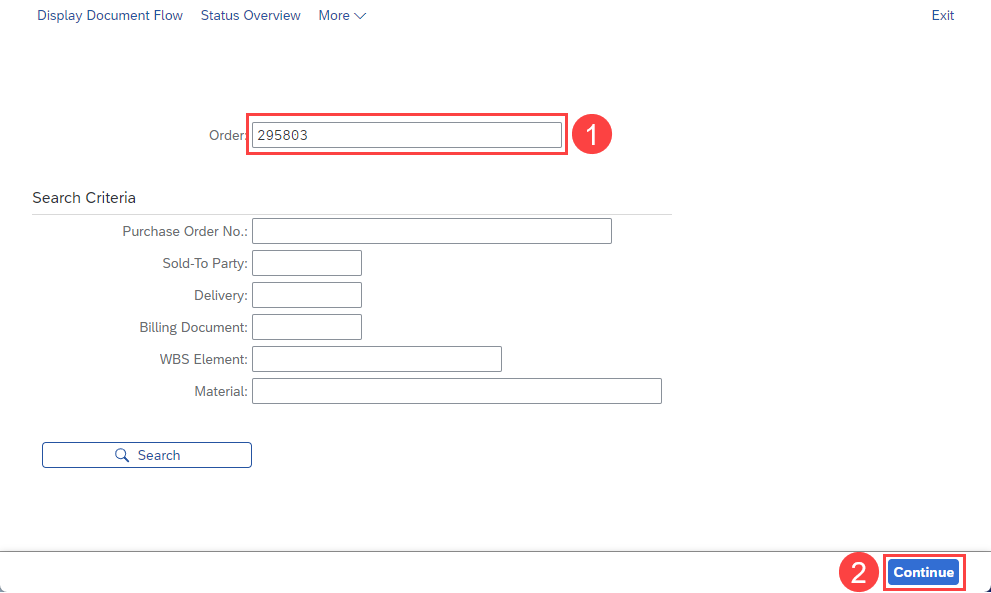 Display Document Flow Status Overview More Exit
Order: 295803 1
Search Criteria
Purchase Order No.:
Sold-To Party:
Delivery:
Billing Document:
WBS Element:
Material:
Search
2 Continue